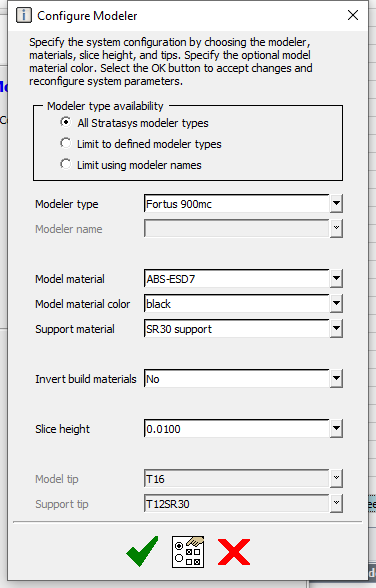 Configure Modeler
Specify the system configuration by choosing the modeler,
materials, slice height, and tips. Specify the optional model
material color. Select the OK button to accept changes and
reconfigure system parameters.
Modeler type availability
All Stratasys modeler types
Limit to defined modeler types
Limit using modeler names
Modeler type Fortus 900mc
Modeler name
Model material ABS-ESD7
Model material color black
Support material SR30 support
Invert build materials No
Slice height 0.0100
Model tip T16
Support tip T12SR30